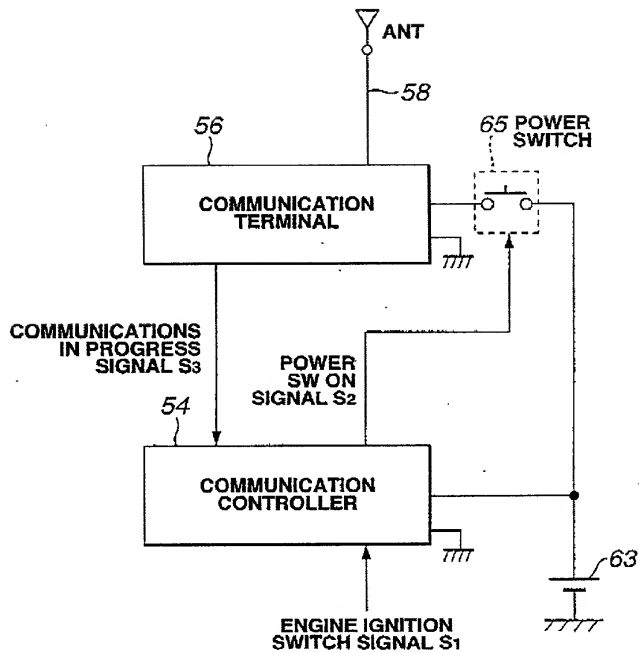 ANT
58
56
65 POWER
SWITCH
COMMUNICATION
TERMINAL
COMMUNICATIONS
IN PROGRESS
SIGNAL S3
POWER
SW ON
SIGNAL S2
54
COMMUNICATION
CONTROLLER
63
ENGINE IGNITION
SWITCH SIGNAL S1